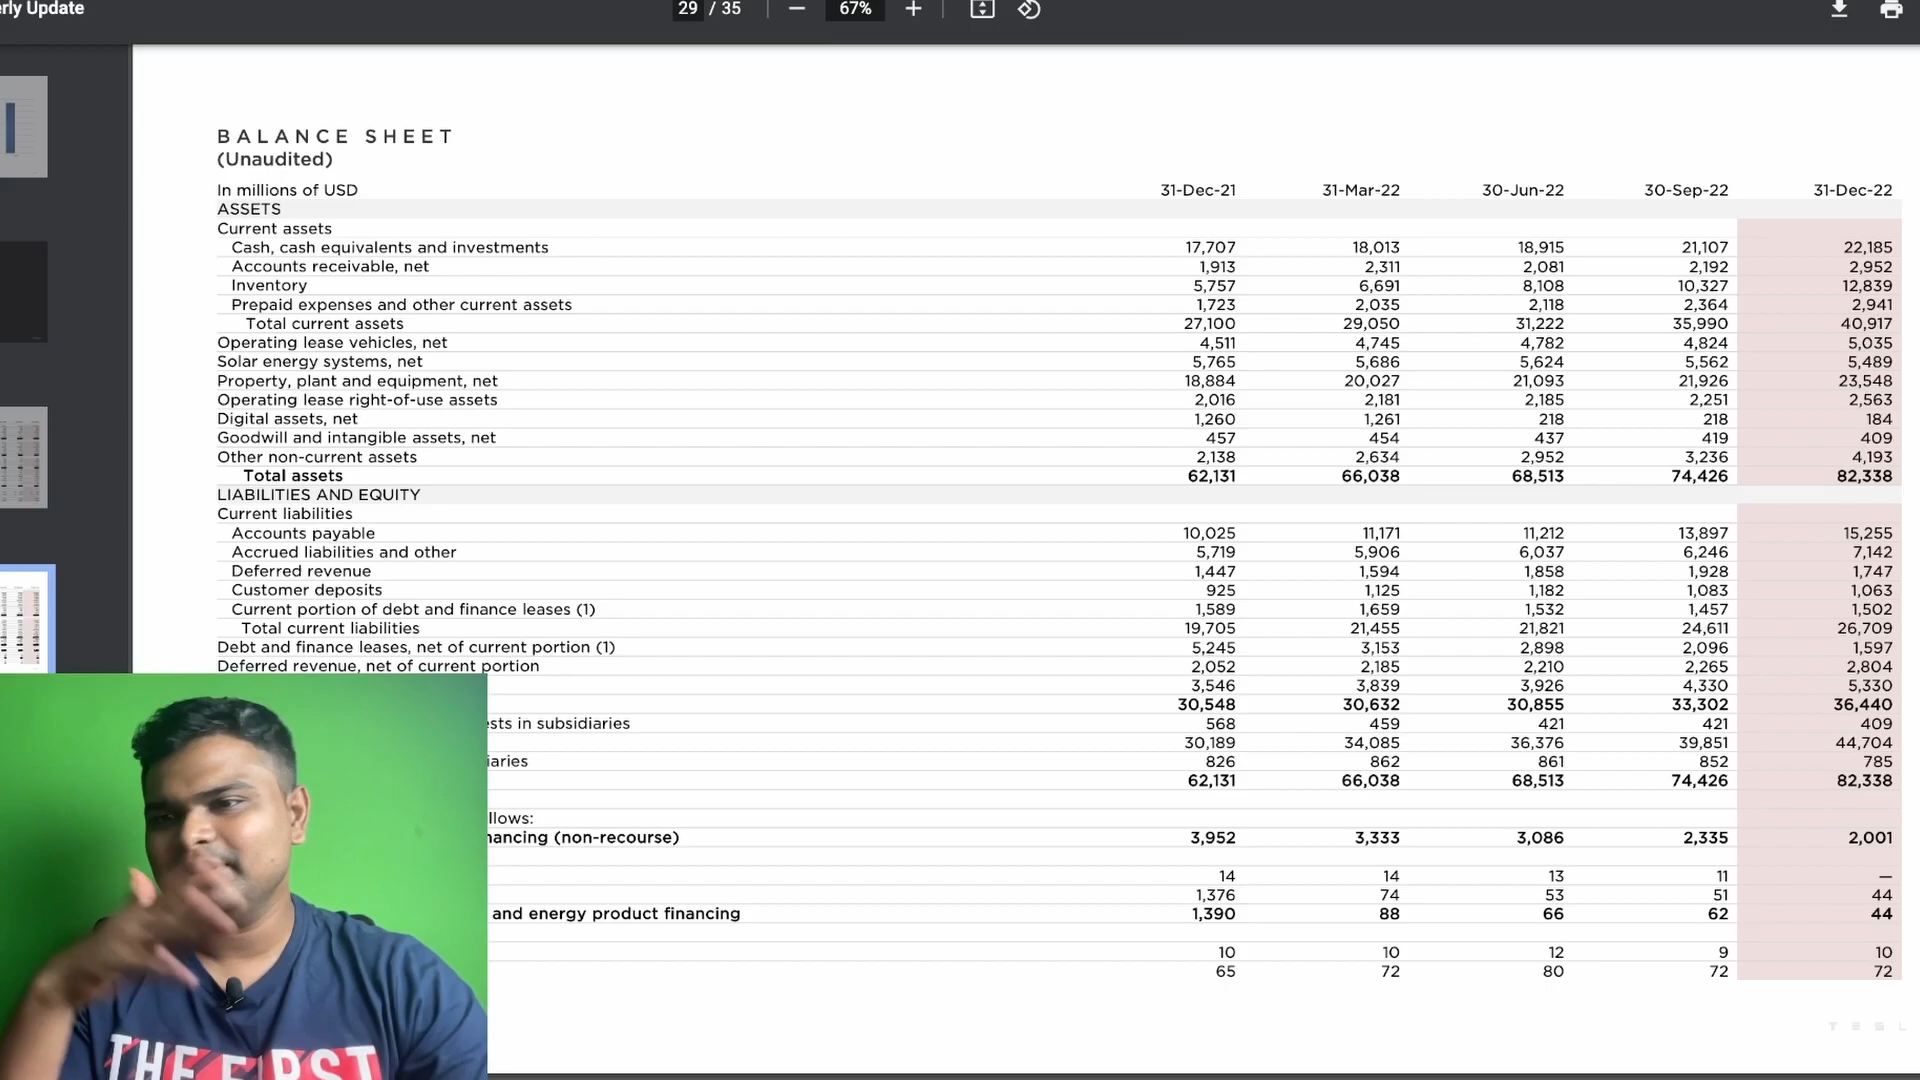 erly Update
29 / 35
67%
BALANCE SHEET
(Unaudited)
In millions of USD 31-Dec-21 31-Mar-22 30-Jun-22 30-Sep-22 31-Dec-22
ASSETS
Current assets
Cash, cash equivalents and investments 17,707 18,013 18,915 21,107 22,185
Accounts receivable, net 1,913 2,311 2,081 2,192 2,952
Inventory 5,757 6,691 8,108 10,327 12,839
Prepaid expenses and other current assets 1,723 2,035 2,118 2,364 2,941
Total current assets 27,100 29,050 31,222 35,990 40,917
Operating lease vehicles, net 4,511 4,745 4,782 4,824 5,035
Solar energy systems, net 5,765 5,686 5,624 5,562 5,489
Property, plant and equipment, net 18,884 20,027 21,093 21,926 23,548
Operating lease right-of-use assets 2,016 2,181 2,185 2,251 2,563
Digital assets, net 1,260 1,261 218 218 184
Goodwill and intangible assets, net 457 454 437 419 409
Other non-current assets 2,138 2,634 2,952 3,236 4,193
Total assets 62,131 66,038 68,513 74,426 82,338
LIABILITIES AND EQUITY
Current liabilities
Accounts payable 10,025 11,171 11,212 13,897 15,255
Accrued liabilities and other 5,719 5,906 6,037 6,246 7,142
Deferred revenue 1,447 1,594 1,858 1,928 1,747
Customer deposits 925 1,125 1,182 1,083 1,063
Current portion of debt and finance leases (1) 1,589 1,659 1,532 1,457 1,502
Total current liabilities 19,705 21,455 21,821 24,611 26,709
Debt and finance leases, net of current portion (1) 5,245 3,153 2,898 2,096 1,597
Deferred revenue, net of current portion 2,052 2,185 2,210 2,265 2,804
3,546 3,839 3,926 4,330 5,330
30,548 30,632 30,855 33,302 36,440
ests in subsidiaries 568 459 421 421 409
30,189 34,085 36,376 39,851 44,704
iaries 826 862 861 852 785
62,131 66,038 68,513 74,426 82,338
llows:
nancing (non-recourse) 3,952 3,333 3,086 2,335 2,001
14 14 13 11 —
1,376 74 53 51 44
and energy product financing 1,390 88 66 62 44
10 10 12 9 10
65 72 80 72 72
T E S L
THE FIRST